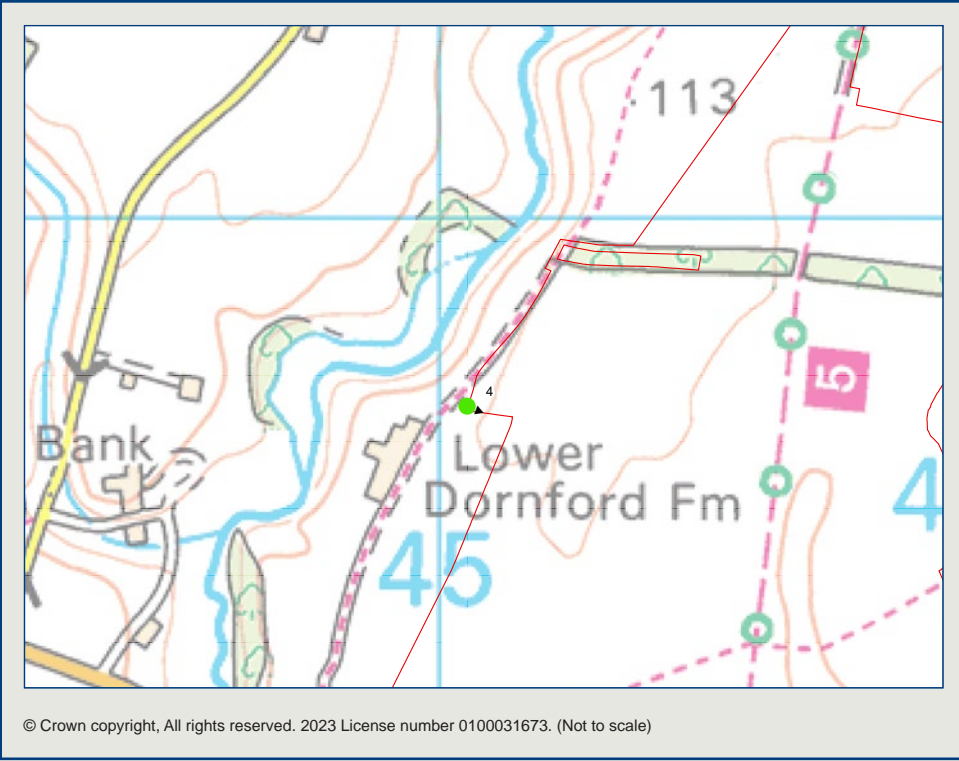 113
5
4
Bank
Lower
Dornford Fm
4
45
© Crown copyright, All rights reserved. 2023 License number 0100031673. (Not to scale)